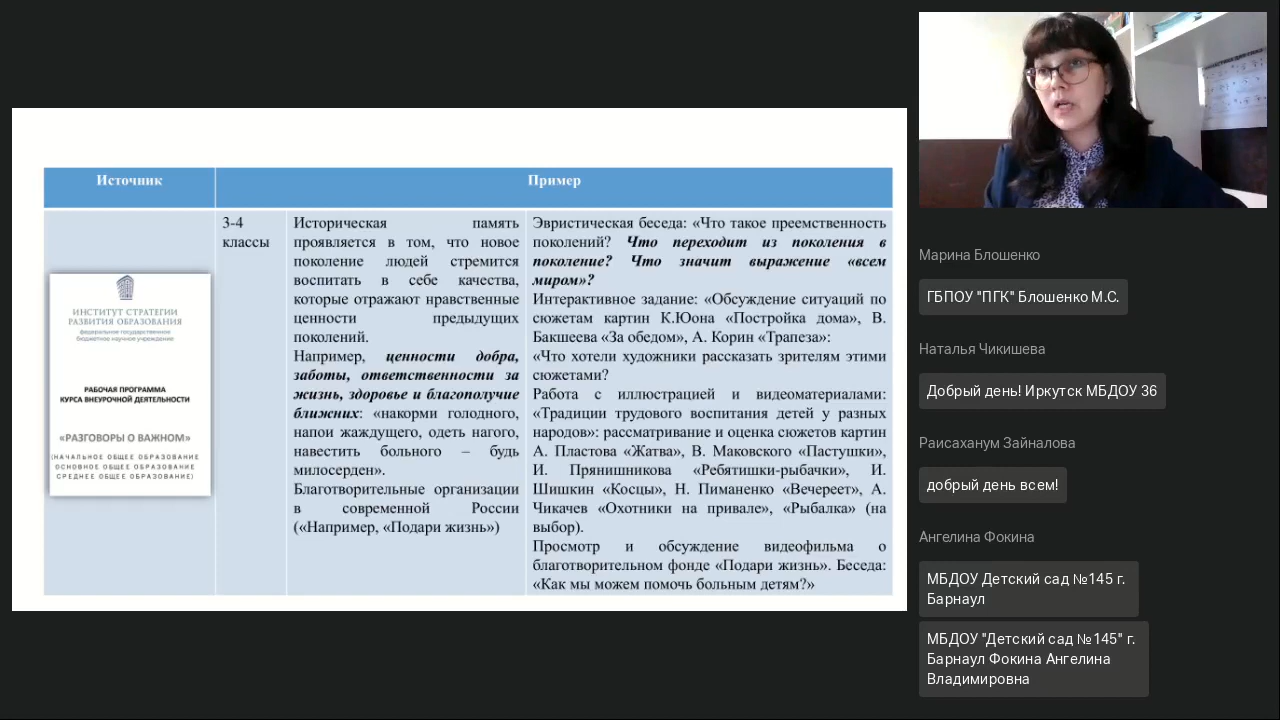 Источник
Пример
ИНСТИТУТ СТРАТЕГИИ
РАЗВИТИЯ ОБРАЗОВАНИЯ
федеральное государственное
бюджетное научное учреждение
РАБОЧАЯ ПРОГРАММА
КУРСА ВНЕУРОЧНОЙ ДЕЯТЕЛЬНОСТИ
«РАЗГОВОРЫ О ВАЖНОМ»
(НАЧАЛЬНОЕ ОБЩЕЕ ОБРАЗОВАНИЕ
ОСНОВНОЕ ОБЩЕЕ ОБРАЗОВАНИЕ
СРЕДНЕЕ ОБЩЕЕ ОБРАЗОВАНИЕ)
3-4
классы
Историческая память
проявляется в том, что новое
поколение людей стремится
воспитать в себе качества,
которые отражают нравственные
ценности предыдущих
поколений.
Например, ценности добра,
заботы, ответственности за
жизнь, здоровье и благополучие
ближних: «накорми голодного,
напои жаждущего, одеть нагого,
навестить больного – будь
милосерден».
Благотворительные организации
в современной России
(«Например, «Подари жизнь»)
Эвристическая беседа: «Что такое преемственность
поколений? Что переходит из поколения в
поколение? Что значит выражение «всем
миром»?
Интерактивное задание: «Обсуждение ситуаций по
сюжетам картин К.Юона «Постройка дома», В.
Бакшеева «За обедом», А. Корин «Трапеза»:
«Что хотели художники рассказать зрителям этими
сюжетами?
Работа с иллюстрацией и видеоматериалами:
«Традиции трудового воспитания детей у разных
народов»: рассматривание и оценка сюжетов картин
А. Пластова «Жатва», В. Маковского «Пастушки»,
И. Прянишникова «Ребятишки-рыбачки», И.
Шишкин «Косцы», Н. Пиманенко «Вечереет», А.
Чикачев «Охотники на привале», «Рыбалка» (на
выбор).
Просмотр и обсуждение видеофильма о
благотворительном фонде «Подари жизнь». Беседа:
«Как мы можем помочь больным детям?»
Марина Блошенко
ГБПОУ "ПГК" Блошенко М.С.
Наталья Чикишева
Добрый день! Иркутск МБДОУ 36
Раисаханум Зайналова
добрый день всем!
Ангелина Фокина
МБДОУ Детский сад №145 г.
Барнаул
МБДОУ "Детский сад №145" г.
Барнаул Фокина Ангелина
Владимировна